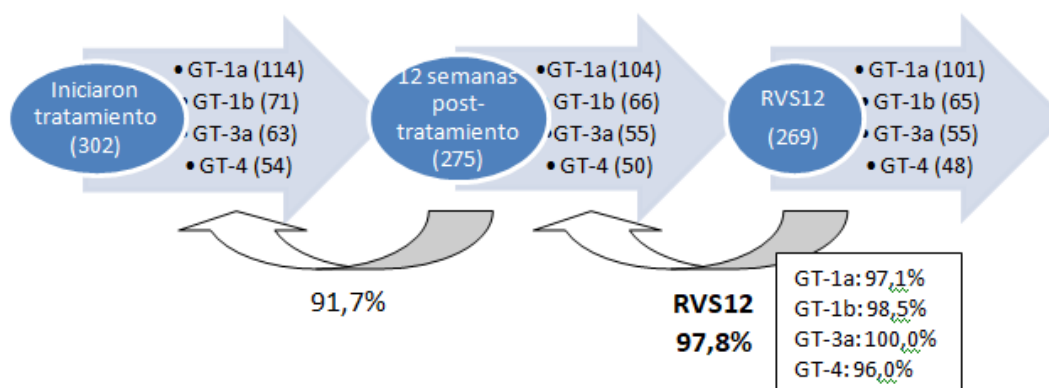 Iniciaron
tratamiento
(302)
• GT-1a (114)
• GT-1b (71)
• GT-3a (63)
• GT-4 (54)
12 semanas
post-
tratamiento
(275)
• GT-1a (104)
GT-1b (66)
• GT-3a (55)
• GT-4 (50)
RVS12
(269)
• GT-1a (101)
• GT-1b (65)
• GT-3a (55)
• GT-4 (48)
91,7%
RVS12
97,8%
GT-1a: 97,1%
GT-1b: 98,5%
GT-3a: 100,0%
GT-4: 96,0%